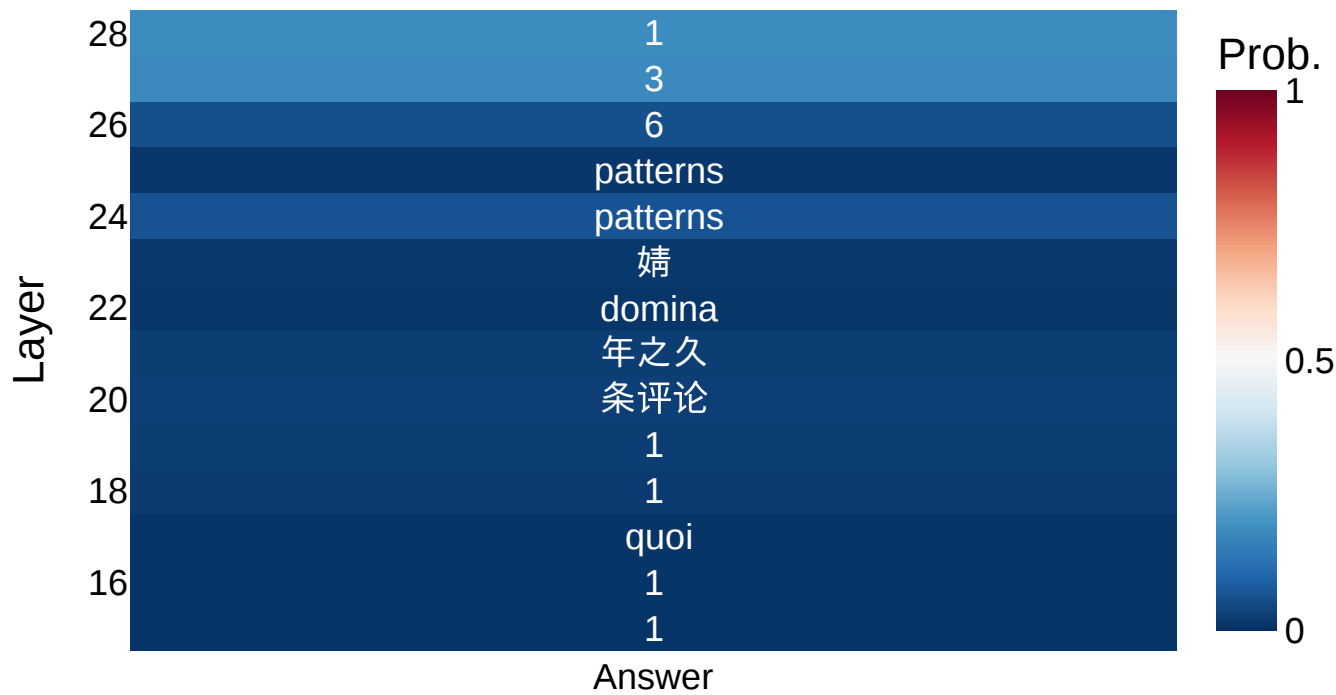 28
1
Prob.
3
1
26
6
patterns
24
patterns
婧
22
domina
年之久
0.5
Layer
20
条评论
1
18
1
quoi
16
1
0
1
Answer